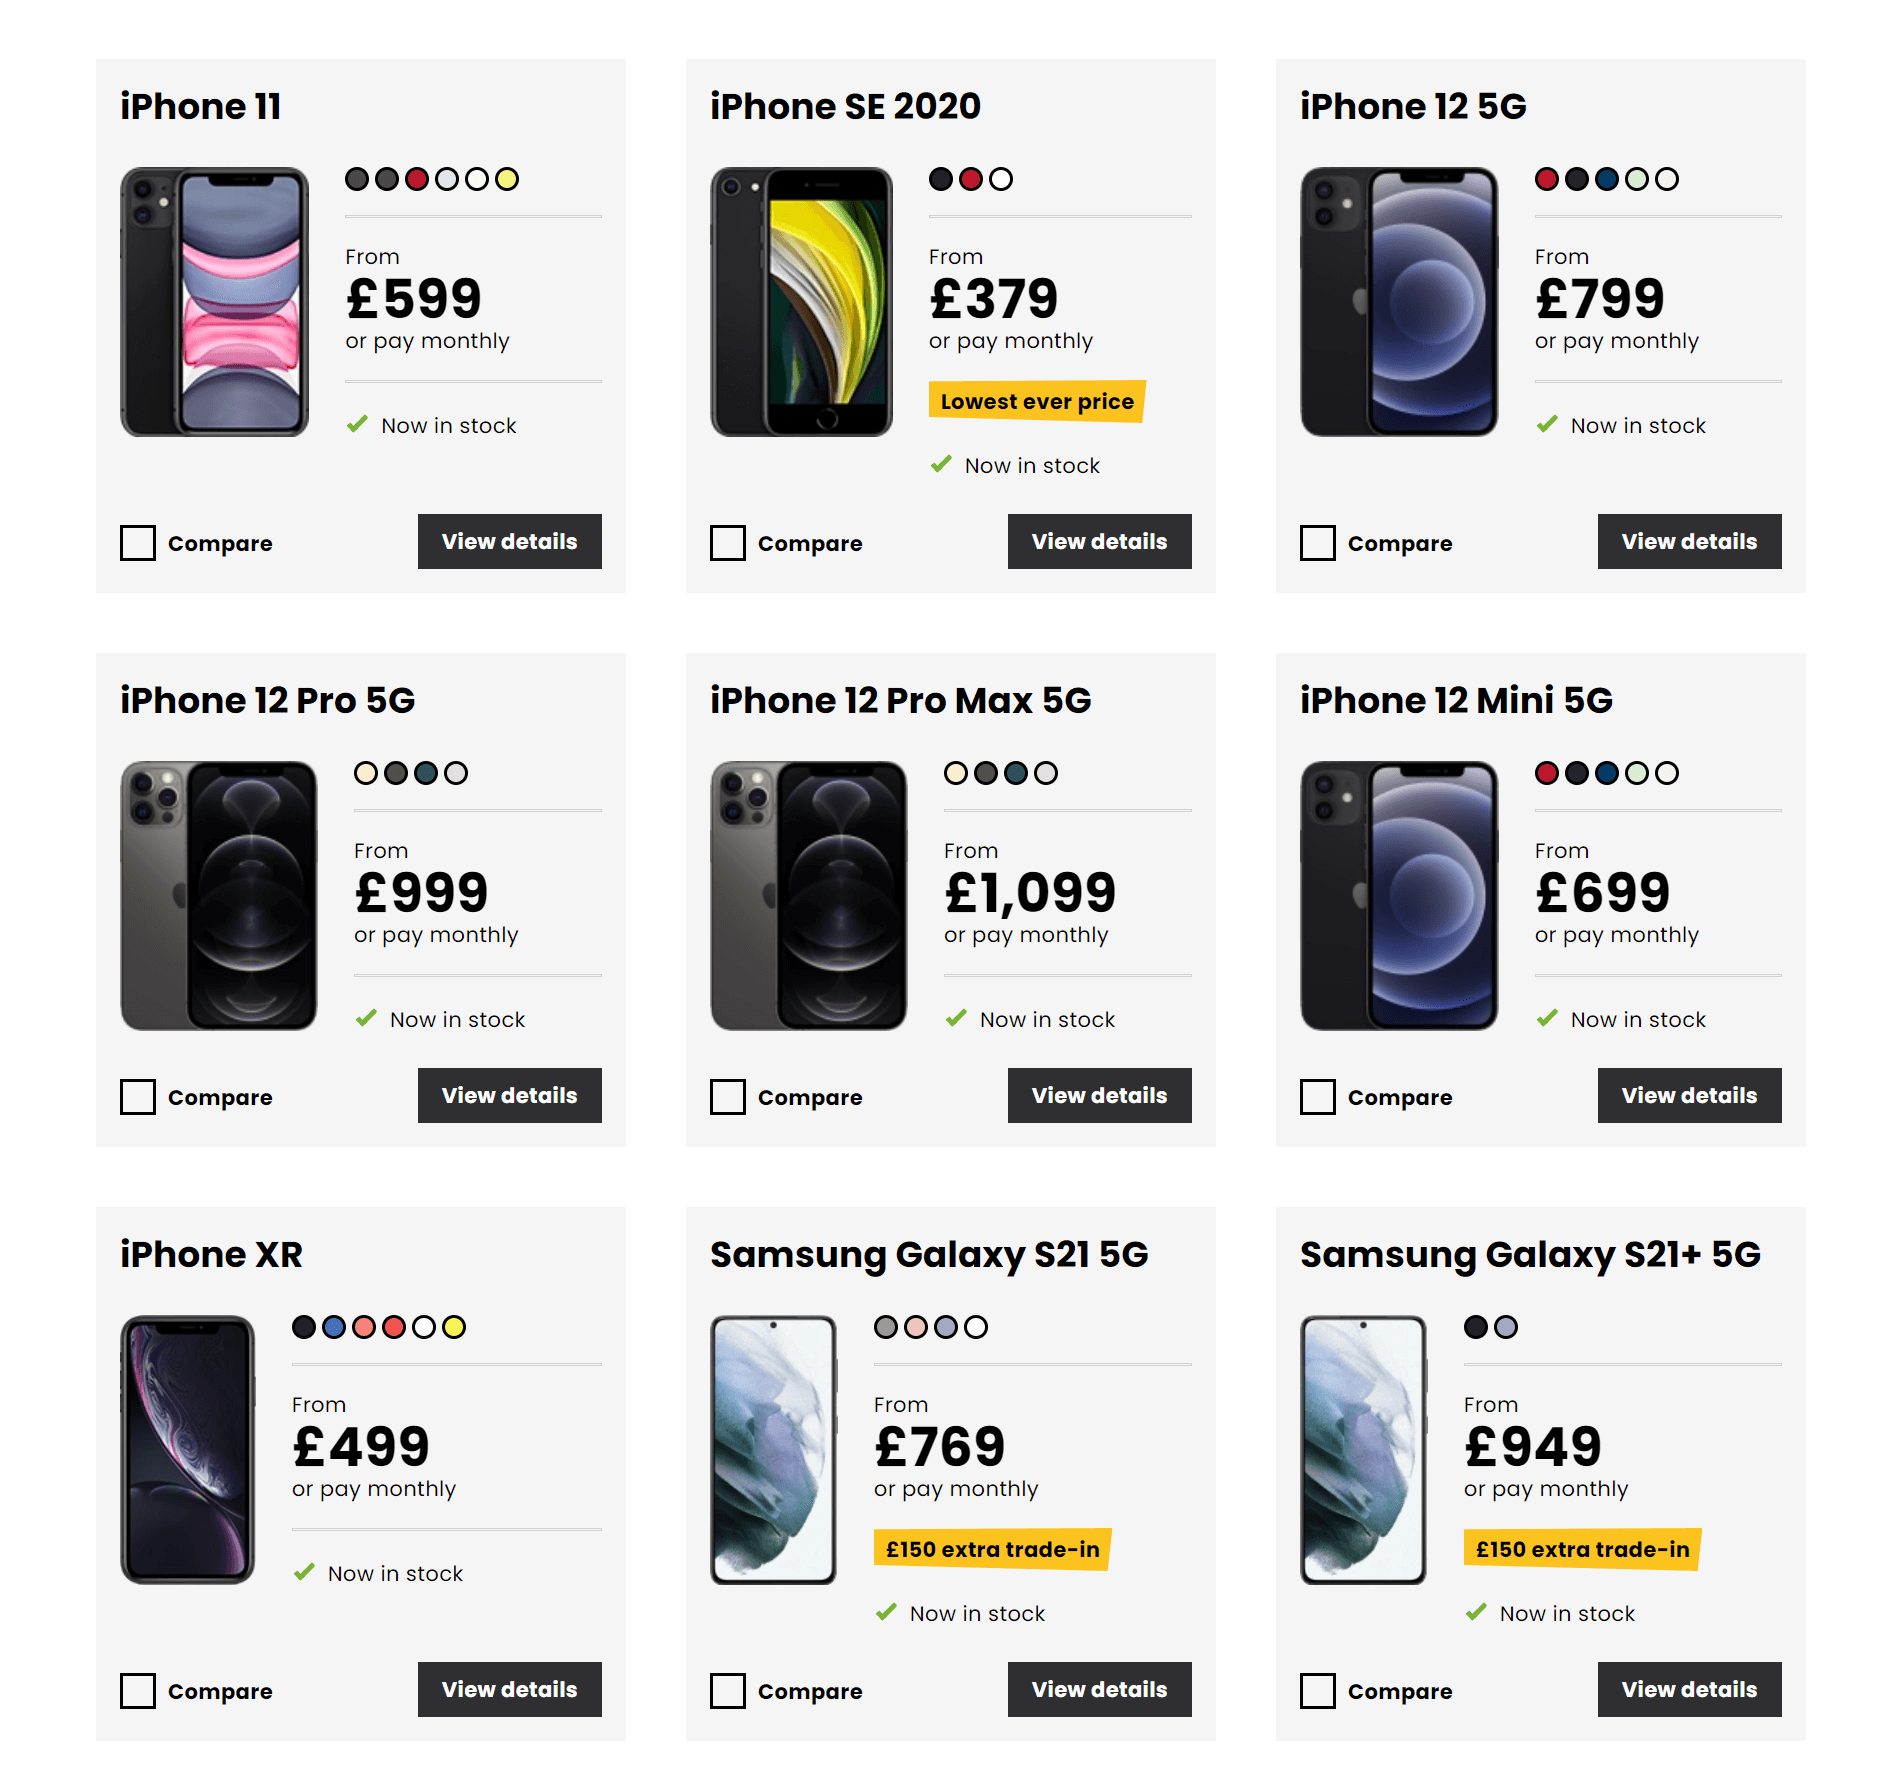 iPhone 11
From
£599
or pay monthly
Now in stock
Compare
View details
iPhone SE 2020
From
£379
or pay monthly
Lowest ever price
Now in stock
Compare
View details
iPhone 12 5G
From
£799
or pay monthly
Now in stock
Compare
View details
iPhone 12 Pro 5G
From
£999
or pay monthly
Now in stock
Compare
View details
iPhone 12 Pro Max 5G
From
£1,099
or pay monthly
Now in stock
Compare
View details
iPhone 12 Mini 5G
From
£699
or pay monthly
Now in stock
Compare
View details
iPhone XR
From
£499
or pay monthly
Now in stock
Compare
View details
Samsung Galaxy S21 5G
From
£769
or pay monthly
£150 extra trade-in
Now in stock
Compare
View details
Samsung Galaxy S21+ 5G
From
£949
or pay monthly
£150 extra trade-in
Now in stock
Compare
View details